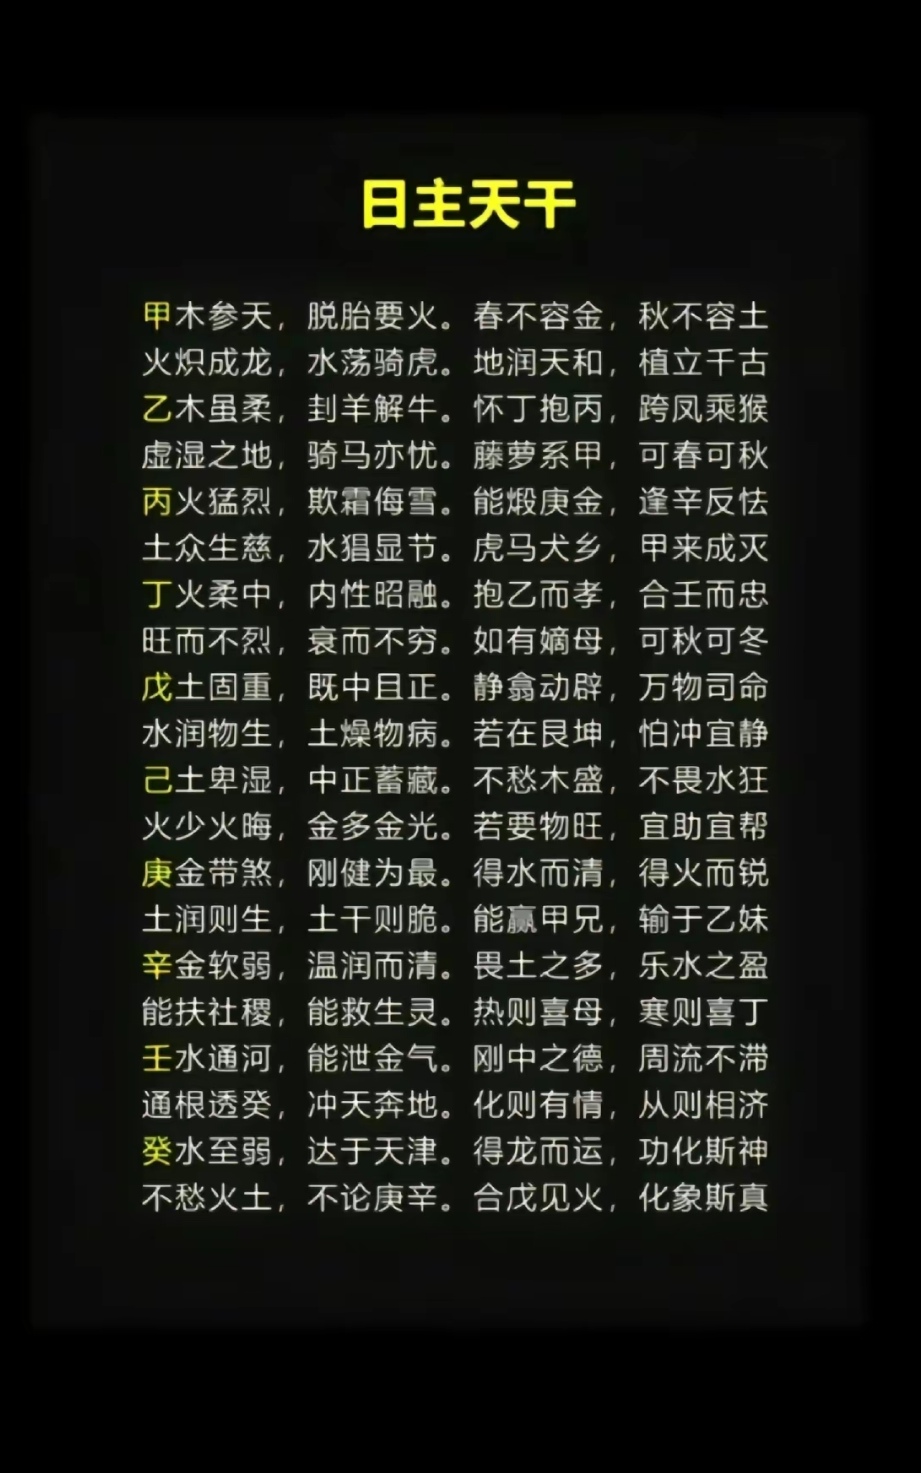 日主天干
甲木参天，脱胎要火。春不容金，秋不容土
火炽成龙，水荡骑虎。地润天和，植立千古
乙木虽柔，刲羊解牛。怀丁抱丙，跨凤乘猴
虚湿之地，骑马亦忧。藤萝系甲，可春可秋
丙火猛烈，欺霜侮雪。能煅庚金，逢辛反怯
土众生慈，水猖显节。虎马犬乡，甲来成灭
丁火柔中，内性昭融。抱乙而孝，合壬而忠
旺而不烈，衰而不穷。如有嫡母，可秋可冬
戊土固重，既中且正。静翕动辟，万物司命
水润物生，土燥物病。若在艮坤，怕冲宜静
己土卑湿，中正蓄藏。不愁木盛，不畏水狂
火少火晦，金多金光。若要物旺，宜助宜帮
庚金带煞，刚健为最。得水而清，得火而锐
土润则生，土干则脆。能赢甲兄，输于乙妹
辛金软弱，温润而清。畏土之多，乐水之盈
能扶社稷，能救生灵。热则喜母，寒则喜丁
壬水通河，能泄金气。刚中之德，周流不滞
通根透癸，冲天奔地。化则有情，从则相济
癸水至弱，达于天津。得龙而运，功化斯神
不愁火土，不论庚辛。合戊见火，化象斯真